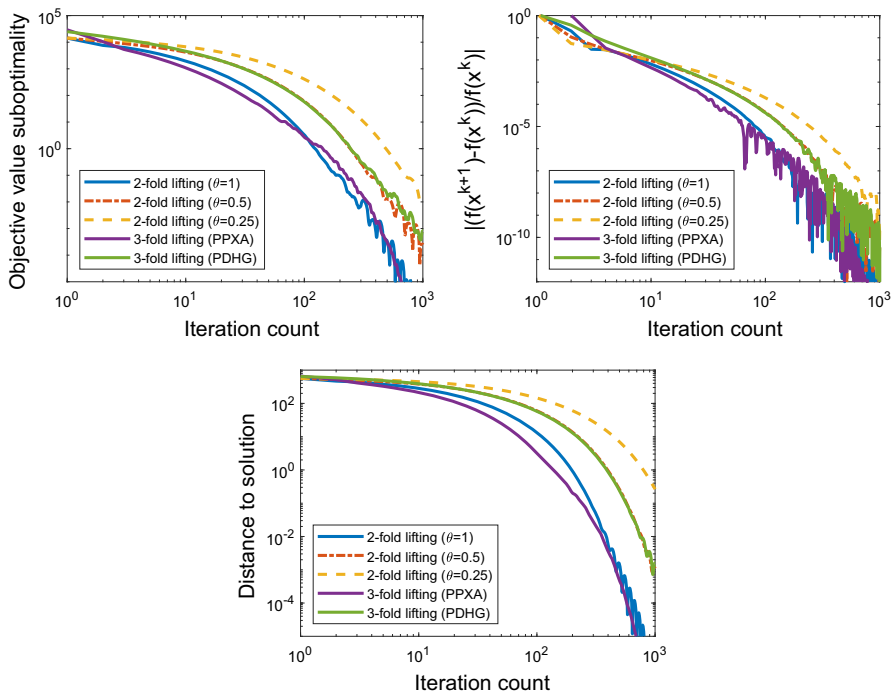 Objective value suboptimality
10^5
10^0
2-fold lifting (θ=1)
2-fold lifting (θ=0.5)
2-fold lifting (θ=0.25)
3-fold lifting (PPXA)
3-fold lifting (PDHG)
10^0 10^1 10^2 10^3
Iteration count
|(f(x^{k+1})-f(x^k))/f(x^k)|
10^0
10^-5
10^-10
2-fold lifting (θ=1)
2-fold lifting (θ=0.5)
2-fold lifting (θ=0.25)
3-fold lifting (PPXA)
3-fold lifting (PDHG)
10^0 10^1 10^2 10^3
Iteration count
Distance to solution
10^2
10^0
10^-2
10^-4
2-fold lifting (θ=1)
2-fold lifting (θ=0.5)
2-fold lifting (θ=0.25)
3-fold lifting (PPXA)
3-fold lifting (PDHG)
10^0 10^1 10^2 10^3
Iteration count